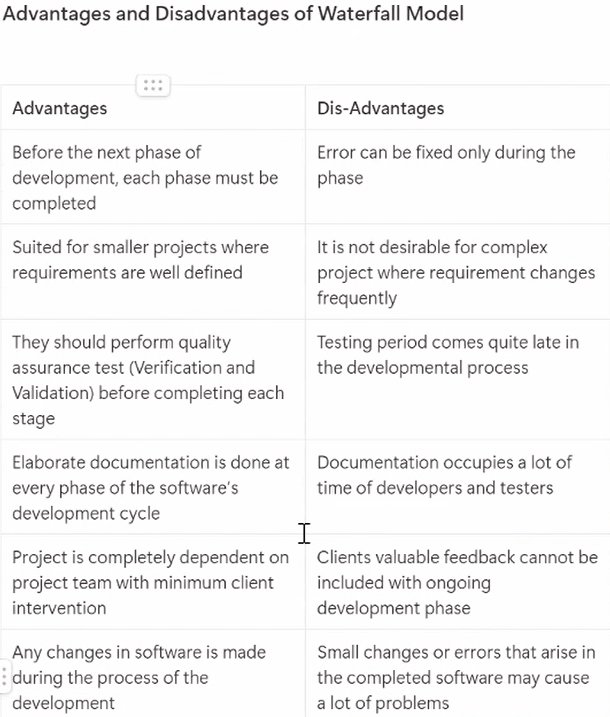 Advantages and Disadvantages of Waterfall Model
Advantages
Dis-Advantages
Before the next phase of
development, each phase must be
completed
Error can be fixed only during the
phase
Suited for smaller projects where
requirements are well defined
It is not desirable for complex
project where requirement changes
frequently
They should perform quality
assurance test (Verification and
Validation) before completing each
stage
Testing period comes quite late in
the developmental process
Elaborate documentation is done at
every phase of the software's
development cycle
Documentation occupies a lot of
time of developers and testers
Project is completely dependent on
project team with minimum client
intervention
Clients valuable feedback cannot be
included with ongoing
development phase
Any changes in software is made
during the process of the
development
Small changes or errors that arise in
the completed software may cause
a lot of problems